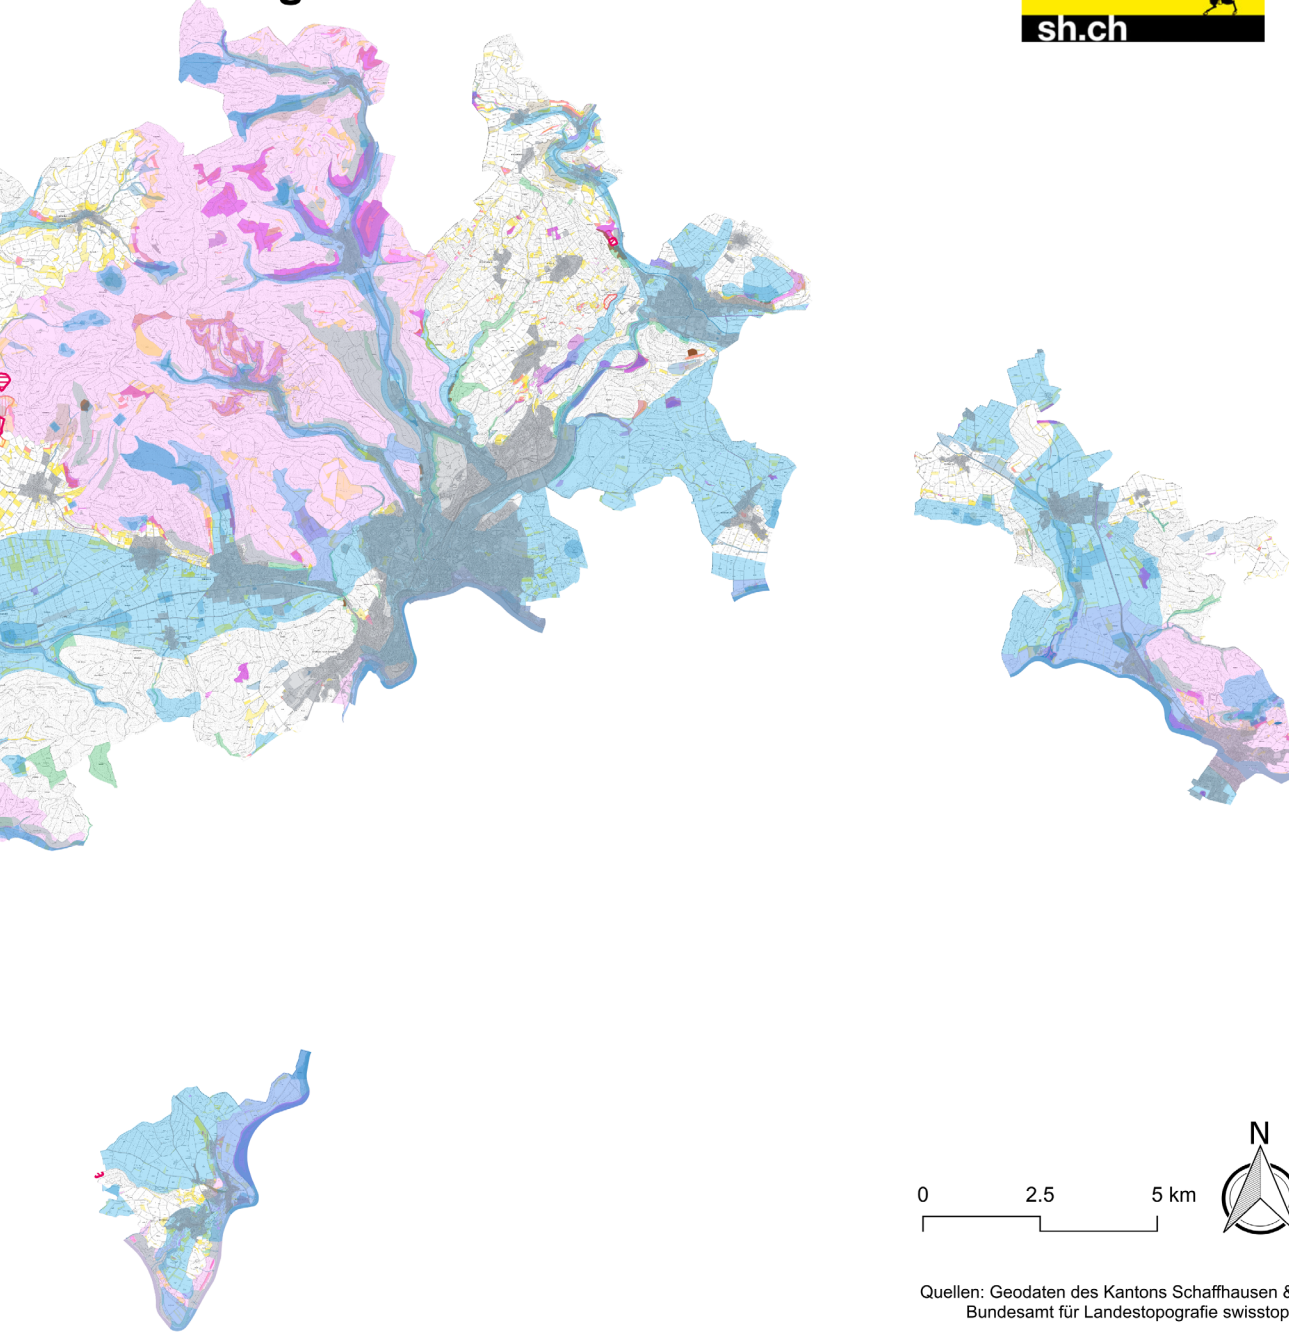 g
sh.ch
N
0 2.5 5 km
Quellen: Geodaten des Kantons Schaffhausen &
Bundesamt für Landestopografie swisstop